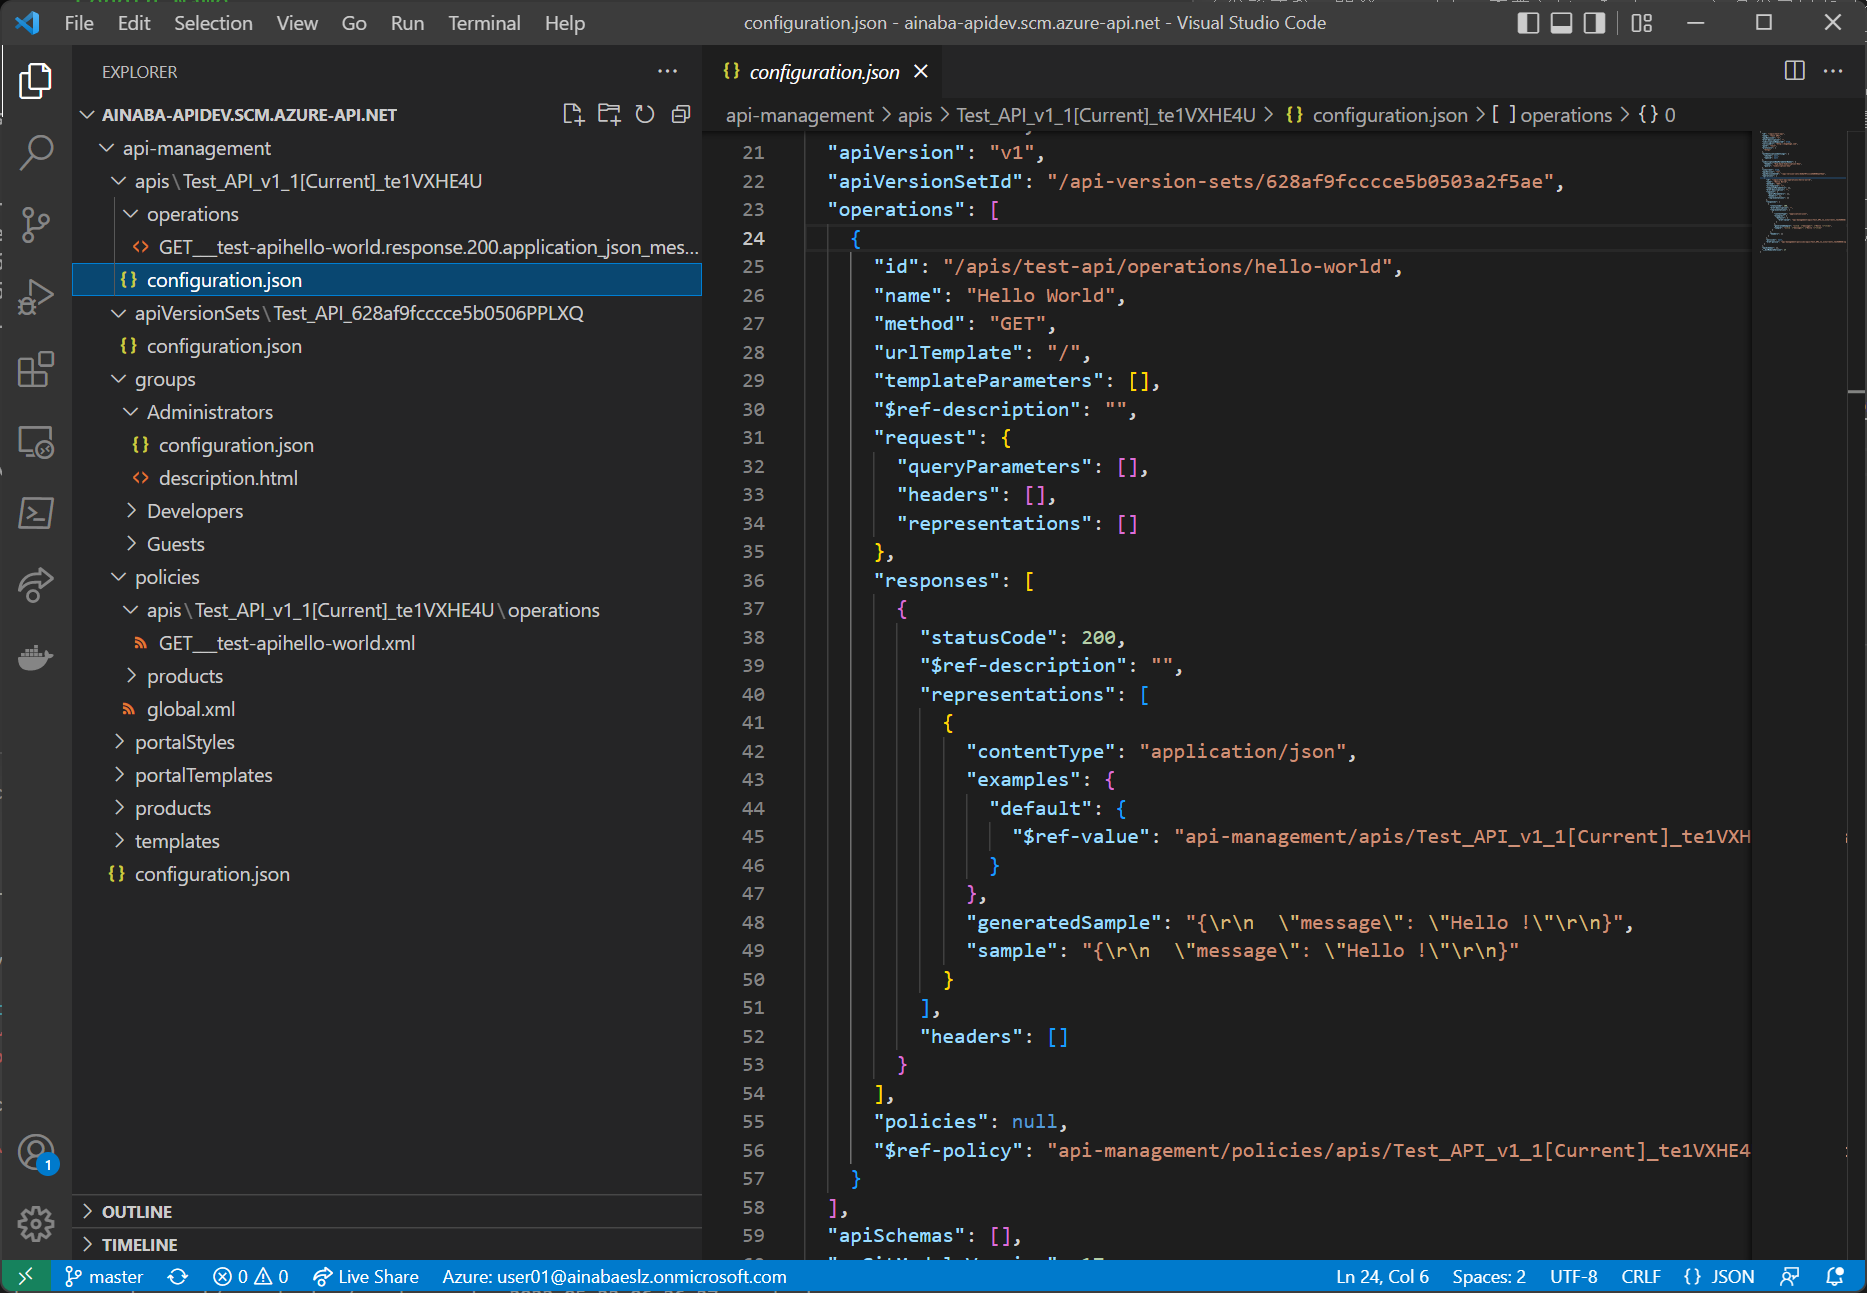 File Edit Selection View Go Run Terminal Help
configuration.json - ainaba-apidev.scm.azure-api.net - Visual Studio Code
EXPLORER
AINABA-APIDEV.SCM.AZURE-API.NET
api-management
apis\Test_API_v1_1[Current]_te1VXHE4U
operations
GET___test-apihello-world.response.200.application_json_mes...
configuration.json
apiVersionSets\Test_API_628af9fcccce5b0506PPLXQ
configuration.json
groups
Administrators
configuration.json
description.html
Developers
Guests
policies
apis\Test_API_v1_1[Current]_te1VXHE4U\operations
GET___test-apihello-world.xml
products
global.xml
portalStyles
portalTemplates
products
templates
configuration.json
OUTLINE
TIMELINE
1
configuration.json
api-management > apis > Test_API_v1_1[Current]_te1VXHE4U > {} configuration.json > [ ] operations > {} 0
21 "apiVersion": "v1",
22 "apiVersionSetId": "/api-version-sets/628af9fcccce5b0503a2f5ae",
23 "operations": [
24 {
25 "id": "/apis/test-api/operations/hello-world",
26 "name": "Hello World",
27 "method": "GET",
28 "urlTemplate": "/",
29 "templateParameters": [],
30 "$ref-description": "",
31 "request": {
32 "queryParameters": [],
33 "headers": [],
34 "representations": []
35 },
36 "responses": [
37 {
38 "statusCode": 200,
39 "$ref-description": "",
40 "representations": [
41 {
42 "contentType": "application/json",
43 "examples": {
44 "default": {
45 "$ref-value": "api-management/apis/Test_API_v1_1[Current]_te1VXH
46 }
47 },
48 "generatedSample": "{\r\n  \"message\": \"Hello !\"\r\n}",
49 "sample": "{\r\n  \"message\": \"Hello !\"\r\n}"
50 }
51 ],
52 "headers": []
53 }
54 ],
55 "policies": null,
56 "$ref-policy": "api-management/policies/apis/Test_API_v1_1[Current]_te1VXHE4
57 }
58 ],
59 "apiSchemas": [],
master 0 0 Live Share Azure: user01@ainabaeslz.onmicrosoft.com Ln 24, Col 6 Spaces: 2 UTF-8 CRLF {} JSON